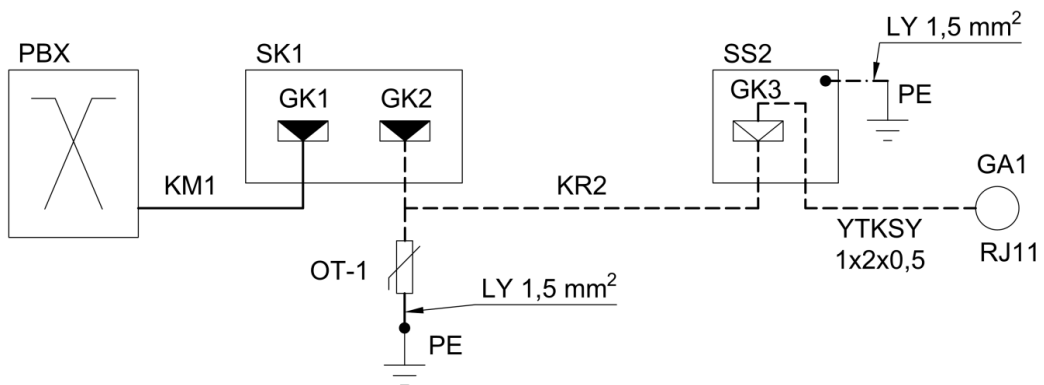 LY 1,5 mm²
PBX
SK1
SS2
GK1
GK2
GK3
PE
GA1
KM1
KR2
YTKSY
1x2x0,5
RJ11
OT-1
LY 1,5 mm²
PE